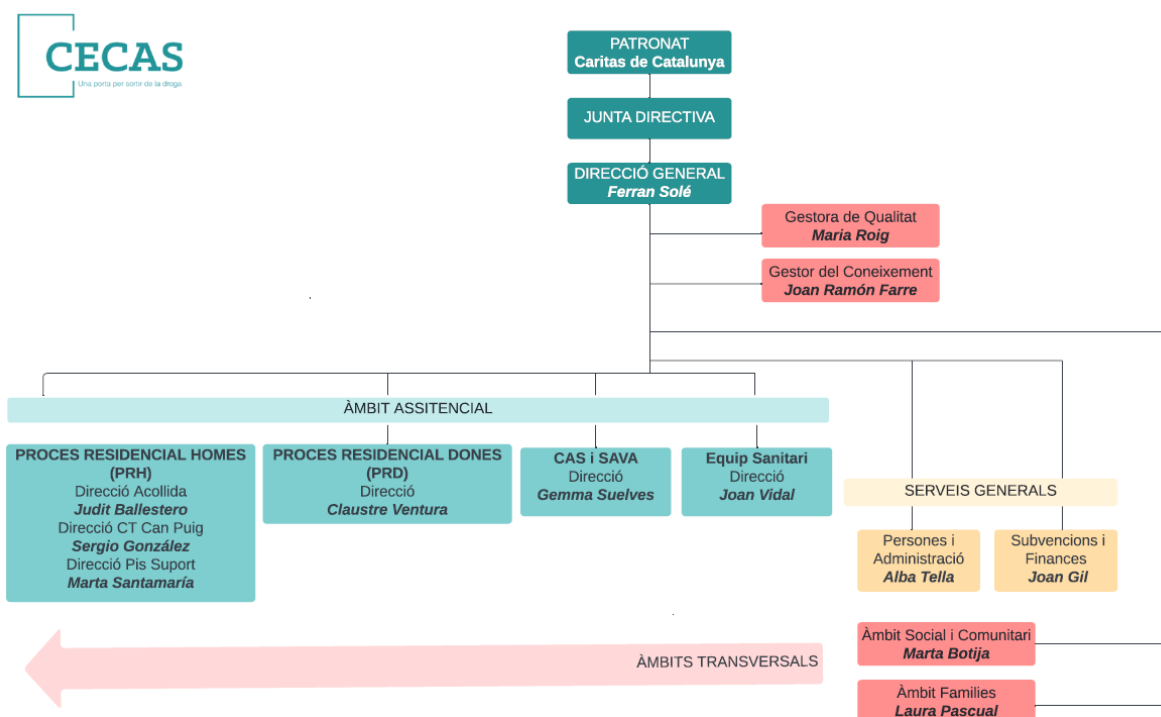 CECAS
Una porta per sortir de la droga
PATRONAT
Caritas de Catalunya
JUNTA DIRECTIVA
DIRECCIÓ GENERAL
Ferran Solé
Gestora de Qualitat
Maria Roig
Gestor del Coneixement
Joan Ramón Farre
ÀMBIT ASSITENCIAL
PROCES RESIDENCIAL HOMES
(PRH)
Direcció Acollida
Judit Ballestero
Direcció CT Can Puig
Sergio González
Direcció Pis Suport
Marta Santamaría
PROCES RESIDENCIAL DONES
(PRD)
Direcció
Claustre Ventura
CAS i SAVA
Direcció
Gemma Suelves
Equip Sanitari
Direcció
Joan Vidal
SERVEIS GENERALS
Persones i
Administració
Alba Tella
Subvencions i
Finances
Joan Gil
ÀMBITS TRANSVERSALS
Àmbit Social i Comunitari
Marta Botija
Àmbit Families
Laura Pascual